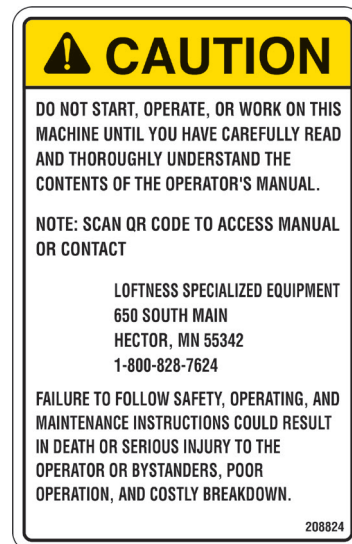 CAUTION
DO NOT START, OPERATE, OR WORK ON THIS
MACHINE UNTIL YOU HAVE CAREFULLY READ
AND THOROUGHLY UNDERSTAND THE
CONTENTS OF THE OPERATOR'S MANUAL.
NOTE: SCAN QR CODE TO ACCESS MANUAL
OR CONTACT
LOFTNESS SPECIALIZED EQUIPMENT
650 SOUTH MAIN
HECTOR, MN 55342
1-800-828-7624
FAILURE TO FOLLOW SAFETY, OPERATING, AND
MAINTENANCE INSTRUCTIONS COULD RESULT
IN DEATH OR SERIOUS INJURY TO THE
OPERATOR OR BYSTANDERS, POOR
OPERATION, AND COSTLY BREAKDOWN.
208824